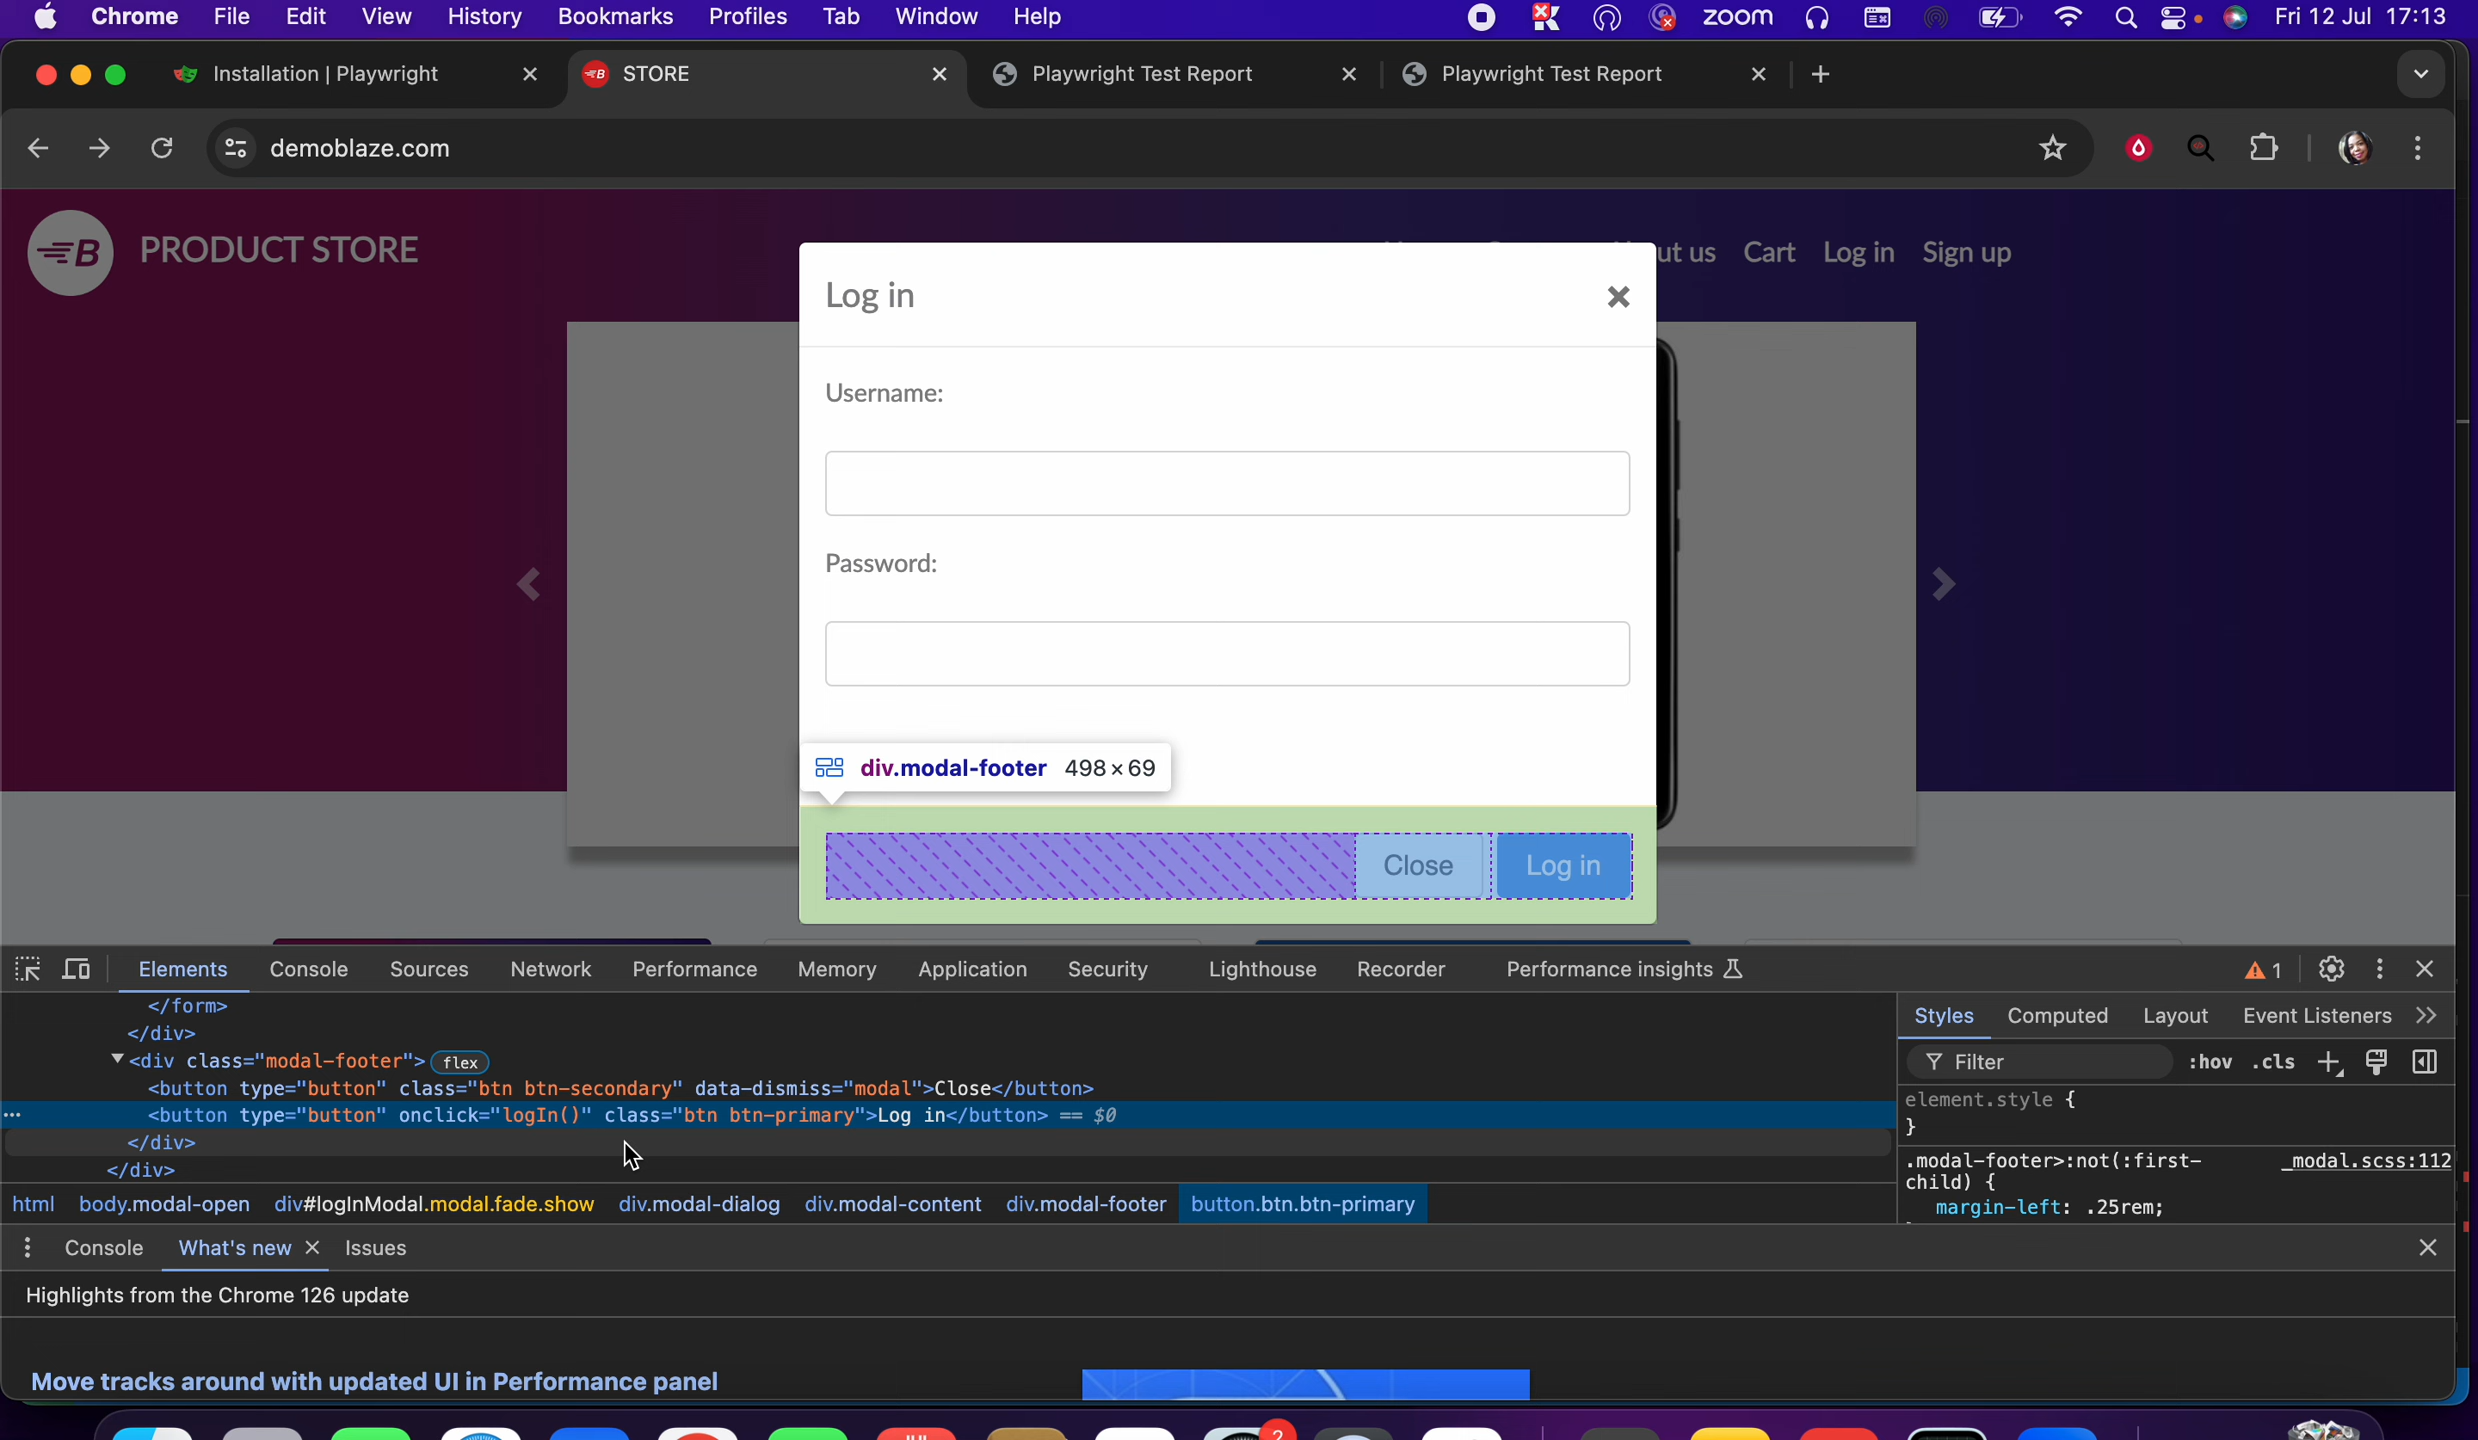 Chrome File Edit View History Bookmarks Profiles Tab Window Help zoom Fri 12 Jul 17:13
Installation | Playwright STORE Playwright Test Report Playwright Test Report
demoblaze.com
PRODUCT STORE
ut us Cart Log in Sign up
Log in
Username:
Password:
div.modal-footer 498 × 69
Close Log in
Elements Console Sources Network Performance Memory Application Security Lighthouse Recorder Performance insights 1
</form>
</div>
<div class="modal-footer"> flex
<button type="button" class="btn btn-secondary" data-dismiss="modal">Close</button>
<button type="button" onclick="logIn()" class="btn btn-primary">Log in</button> == $0
</div>
</div>
html body.modal-open div#logInModal.modal.fade.show div.modal-dialog div.modal-content div.modal-footer button.btn.btn-primary
Styles Computed Layout Event Listeners
Filter :hov .cls
element.style {
}
.modal-footer>:not(:first- _modal.scss:112
child) {
margin-left: .25rem;
Console What's new Issues
Highlights from the Chrome 126 update
Move tracks around with updated UI in Performance panel
2